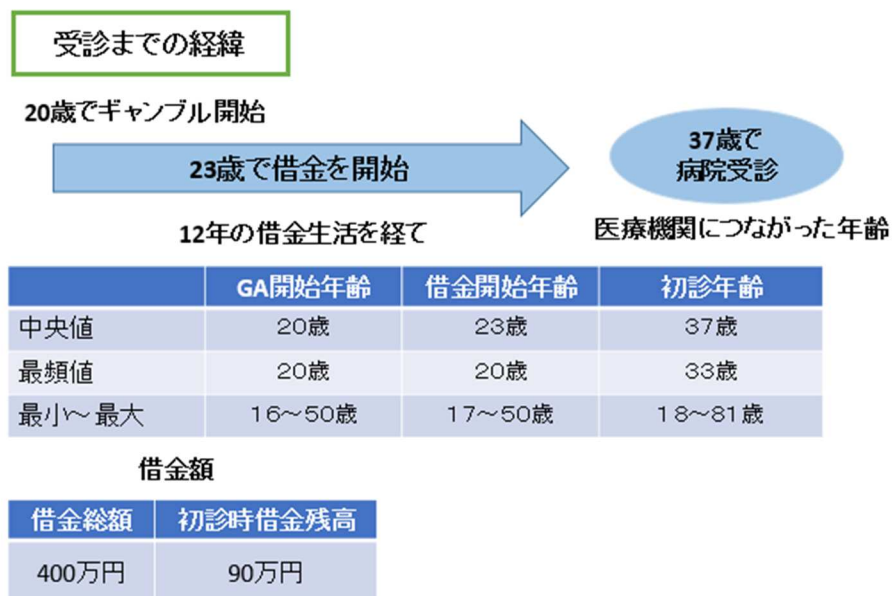 受診までの経緯
20歳でギャンブル開始
23歳で借金を開始
37歳で
病院受診
12年の借金生活を経て
医療機関につながった年齢
GA開始年齢 借金開始年齢 初診年齢
中央値 20歳 23歳 37歳
最頻値 20歳 20歳 33歳
最小～最大 16～50歳 17～50歳 18～81歳
借金額
借金総額 初診時借金残高
400万円 90万円